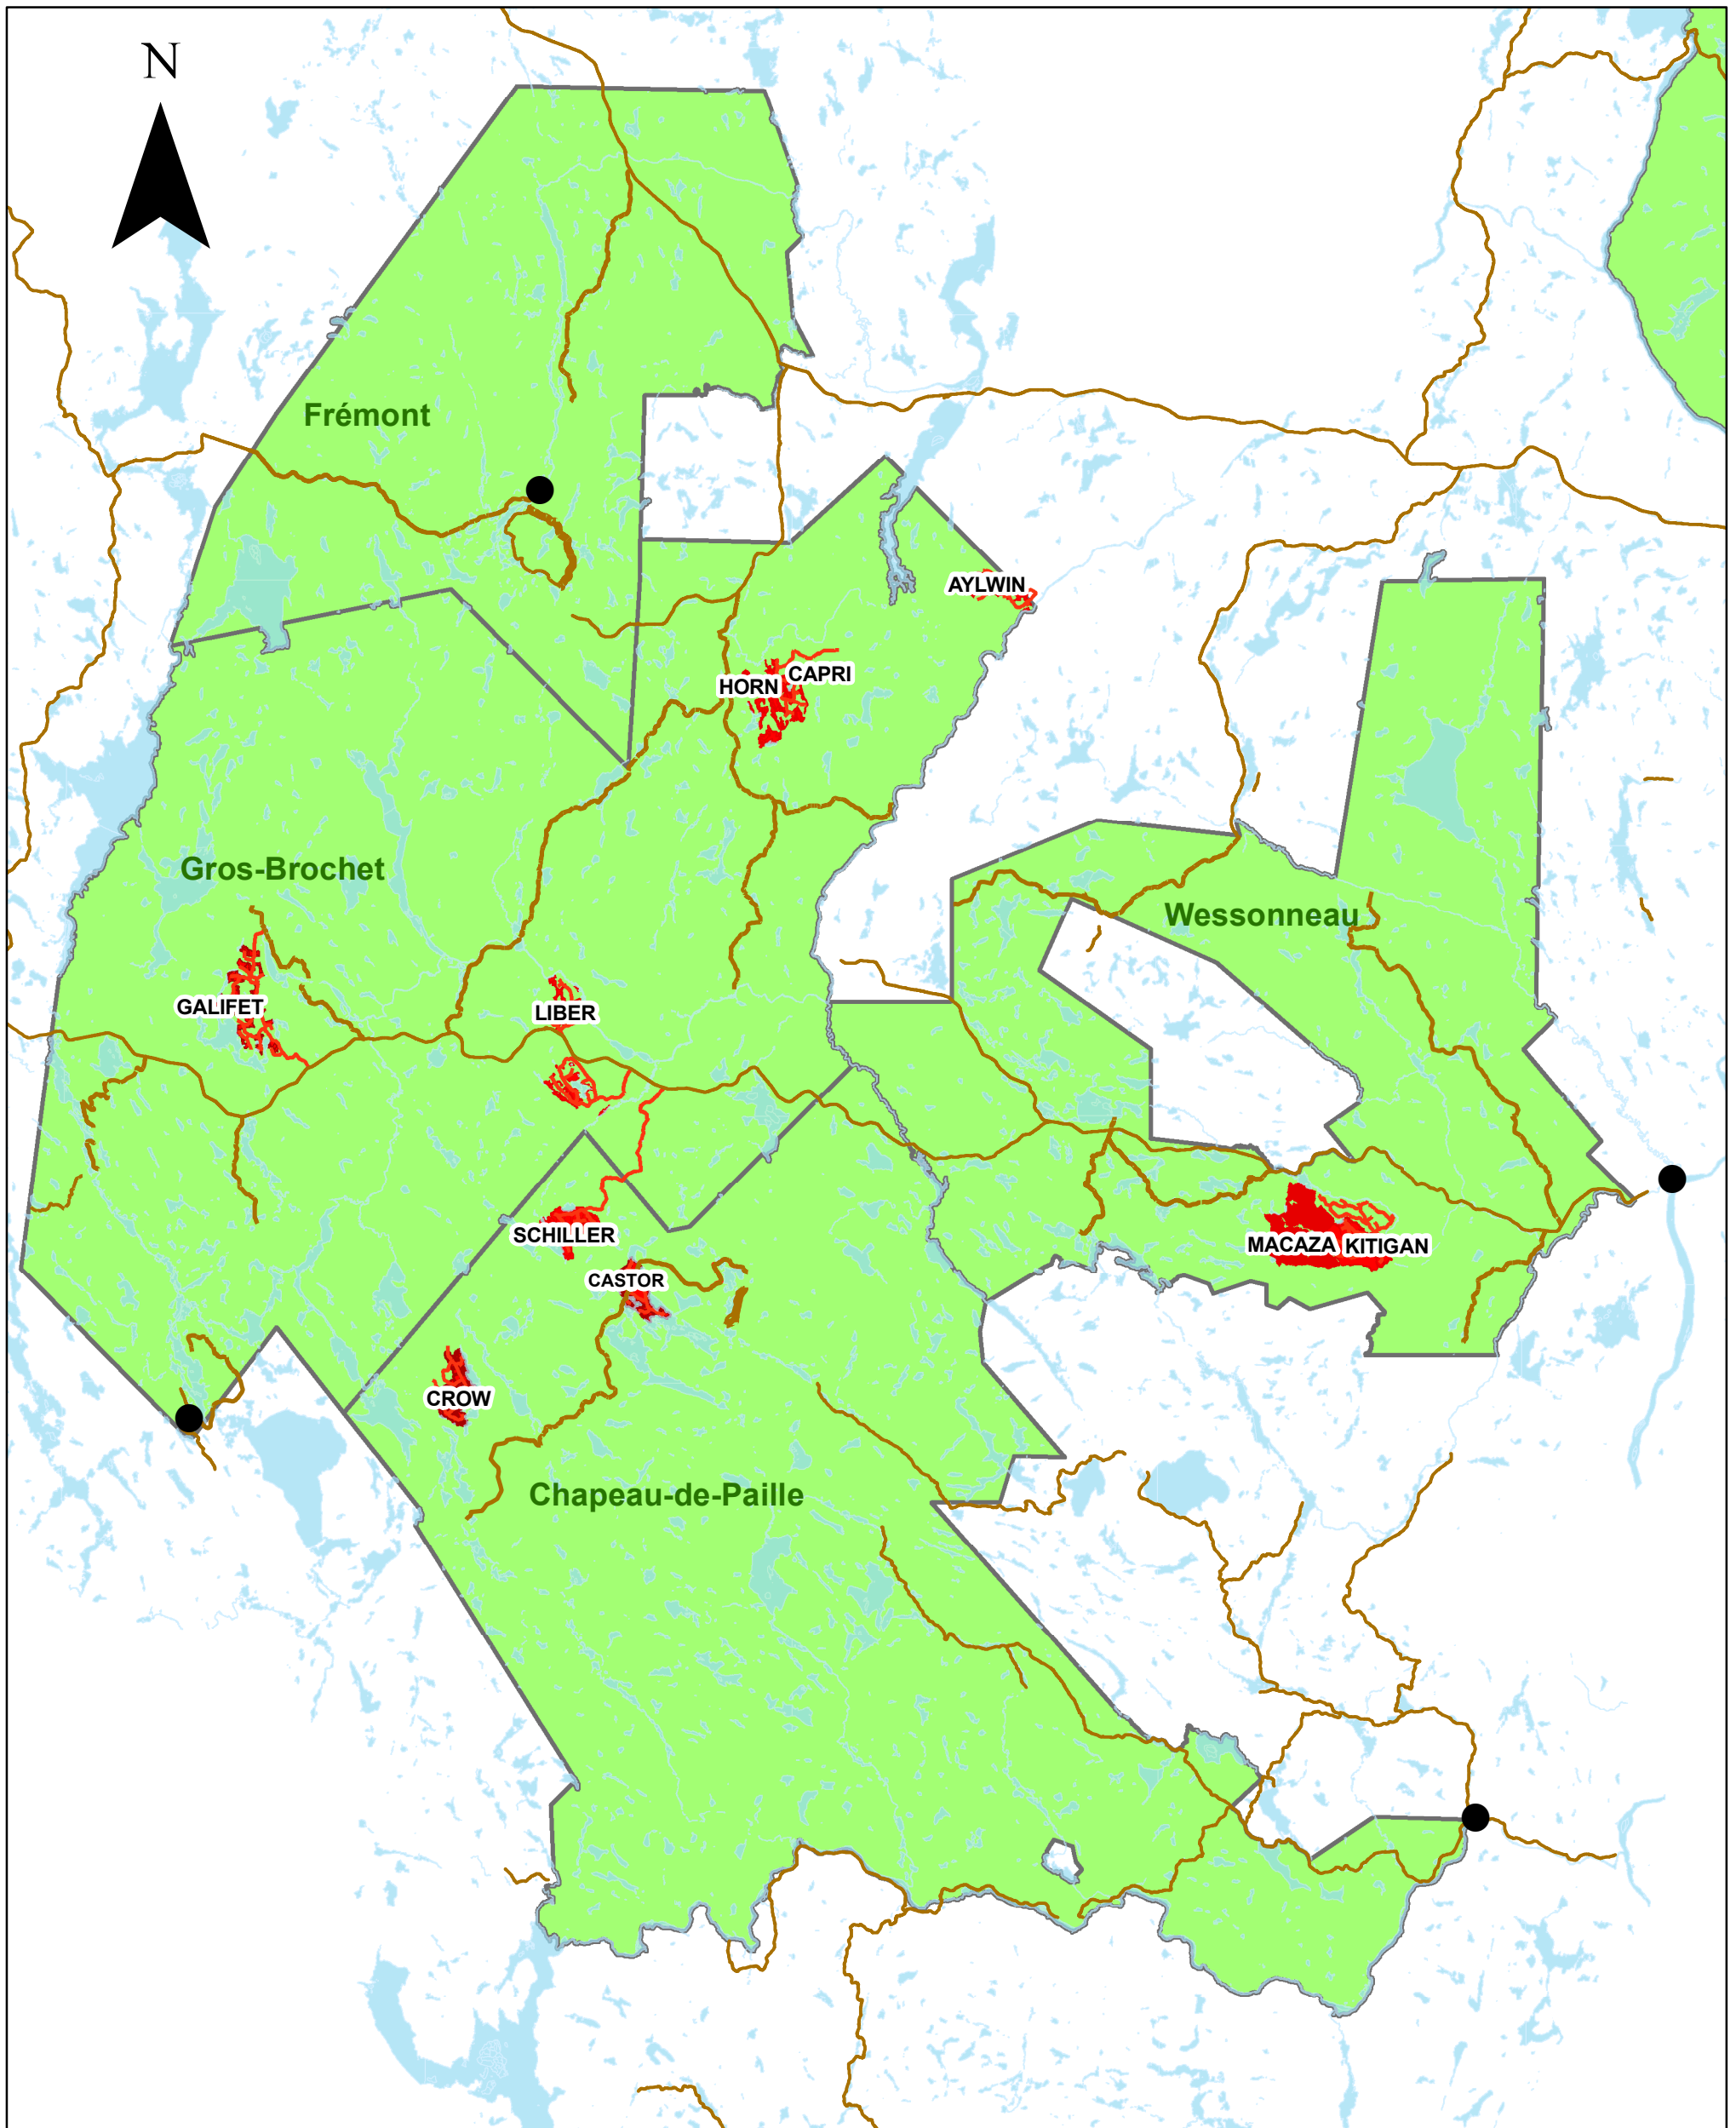 N
Frémont
AYLWIN
CAPRI
HORN
Gros-Brochet
Wessonneau
GALIFET
LIBER
SCHILLER
MACAZA
KITIGAN
CASTOR
CROW
Chapeau-de-Paille